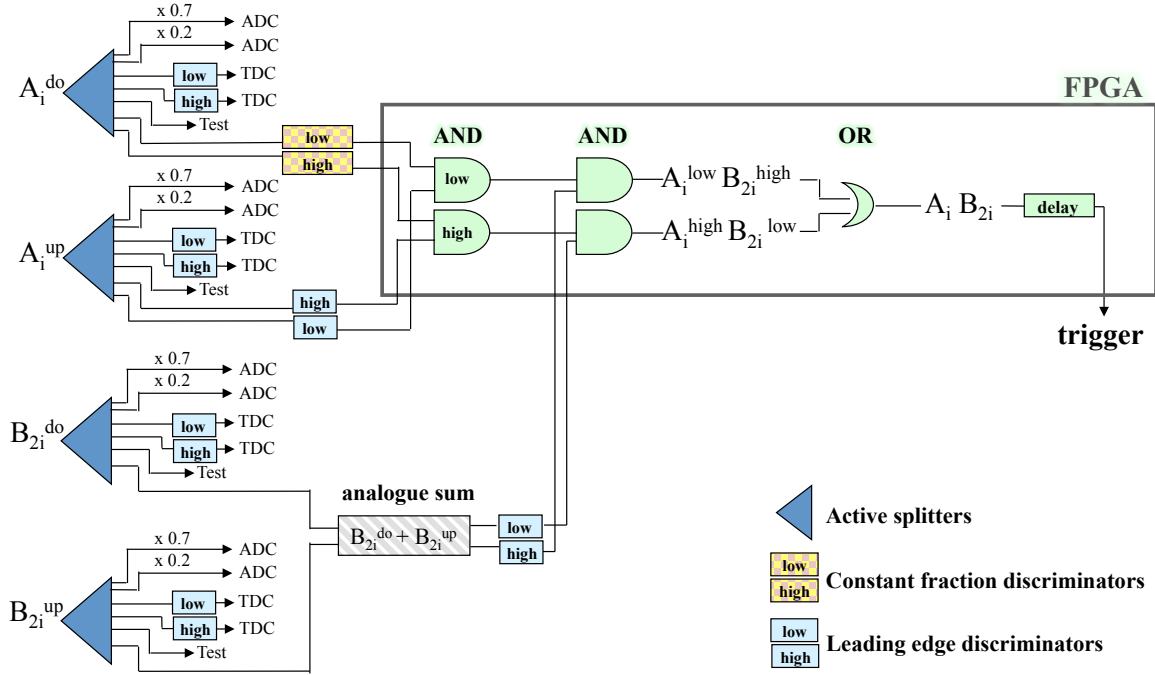 x 0.7
ADC
x 0.2
ADC
low
TDC
high
TDC
Test
A_i^do
low
high
x 0.7
ADC
x 0.2
ADC
low
TDC
high
TDC
Test
A_i^up
high
low
FPGA
AND AND OR
low
high
A_i^low B_2i^high
A_i^high B_2i^low
A_i B_2i
delay
trigger
x 0.7
ADC
x 0.2
ADC
low
TDC
high
TDC
Test
B_2i^do
analogue sum
B_2i^do + B_2i^up
low
high
x 0.7
ADC
x 0.2
ADC
low
TDC
high
TDC
Test
B_2i^up
Active splitters
low
high
Constant fraction discriminators
low
high
Leading edge discriminators